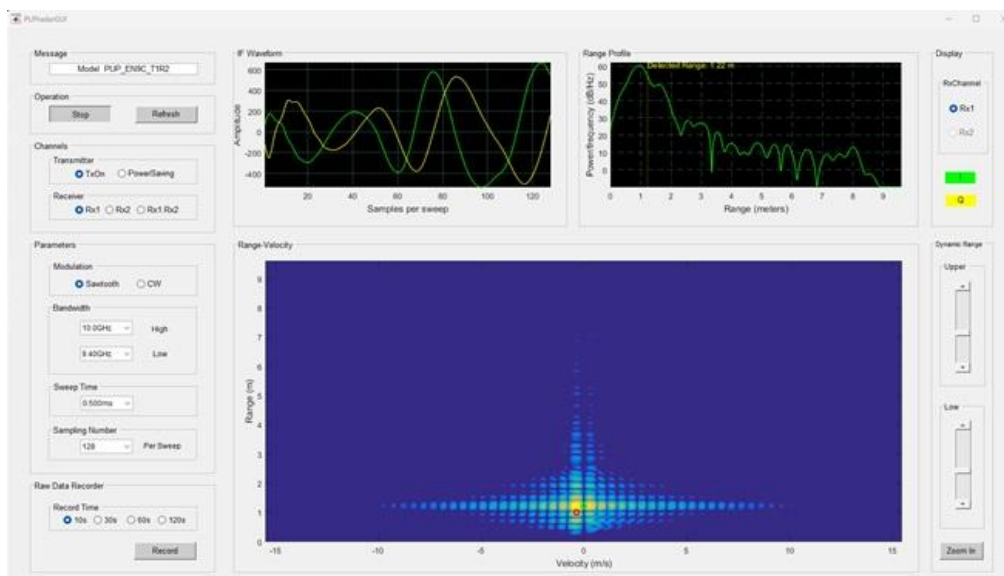 PUPradarGUI
Message
Model PUP_EN9C_T1R2
Operation
Stop Refresh
Channels
Transmitter
TxOn PowerSaving
Receiver
Rx1 Rx2 Rx1 Rx2
Parameters
Modulation
Sawtooth CW
Bandwidth
10.0GHz High
9.40GHz Low
Sweep Time
0.500ms
Sampling Number
128 Per Sweep
Raw Data Recorder
Record Time
10s 30s 60s 120s
Record
IF Waveform
Amplitude
600
400
200
0
-200
-400
20 40 60 80 100 120
Samples per sweep
Range Profile
Detected Range: 1.22 m
Power/frequency (dB/Hz)
60
50
40
30
20
10
0
0 1 2 3 4 5 6 7 8 9
Range (meters)
Range-Velocity
Range (m)
9
8
7
6
5
4
3
2
1
0
-15 -10 -5 0 5 10 15
Velocity (m/s)
Display
RxChannel
Rx1
Rx2
I
Q
Dynamic Range
Upper
Low
Zoom In